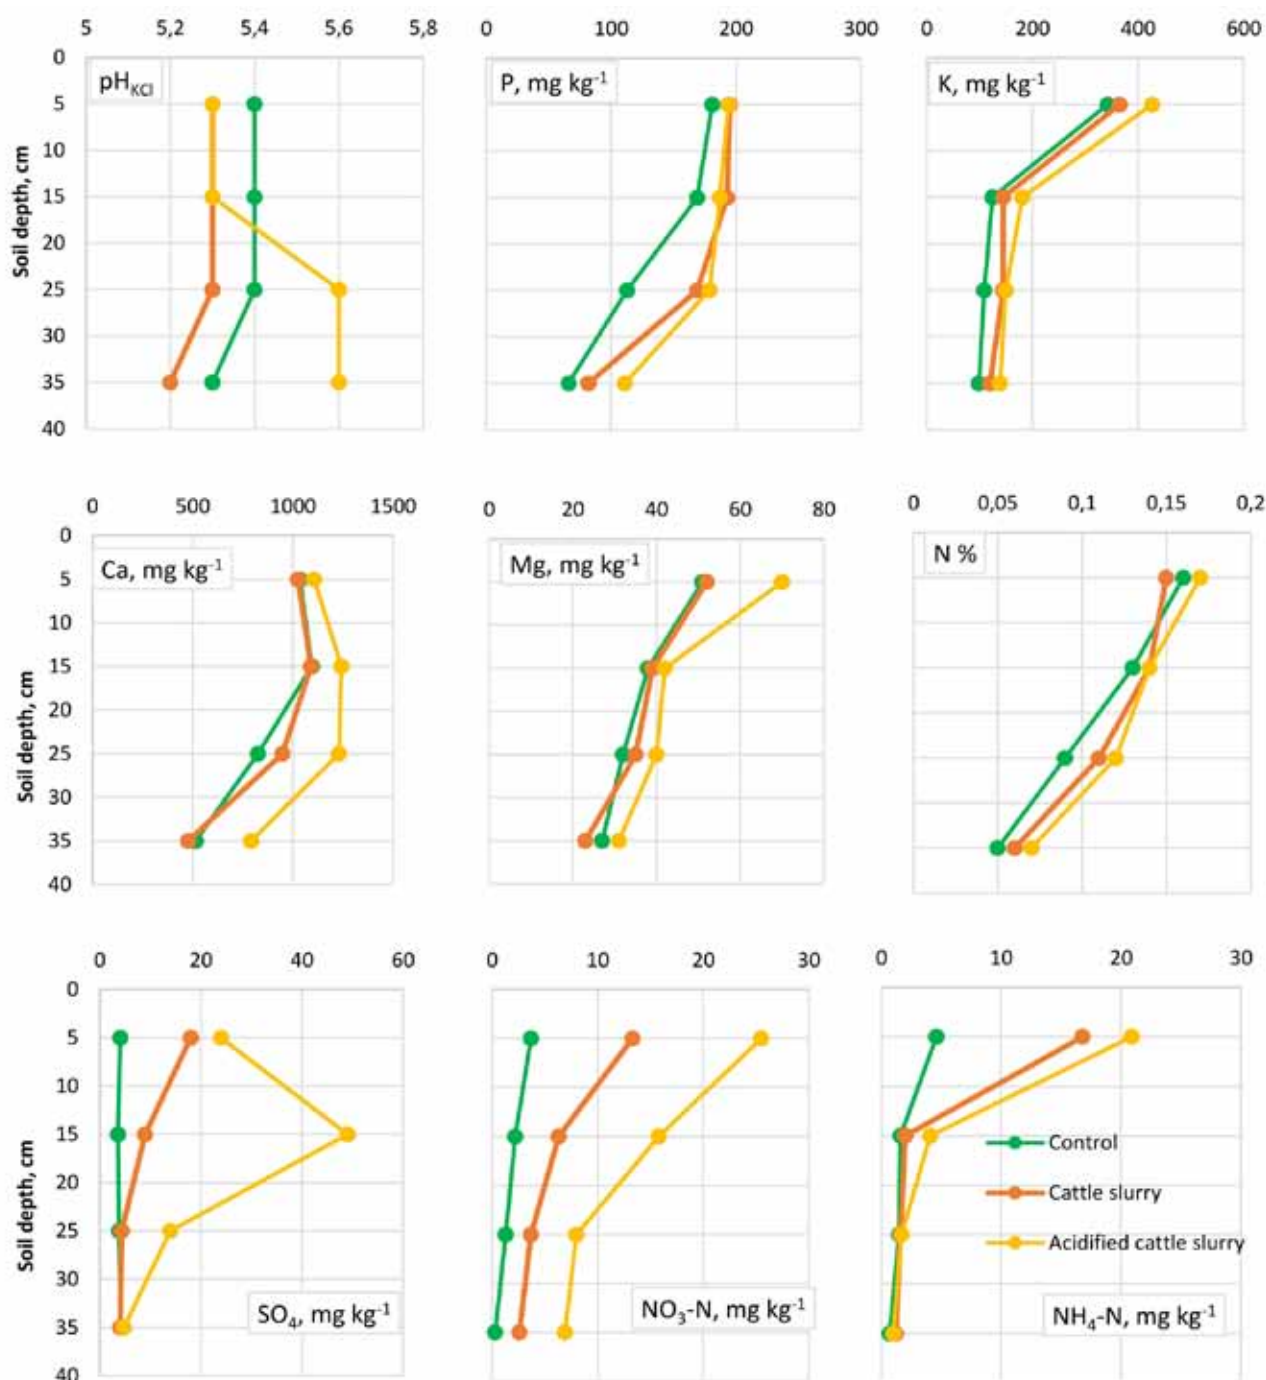 5 5,2 5,4 5,6 5,8
0 100 200 300
0 200 400 600
0
5
10
15
20
25
30
35
40
Soil depth, cm
pH KCl
P, mg kg-1
K, mg kg-1
0 500 1000 1500
0 20 40 60 80
0 0,05 0,1 0,15 0,2
0
5
10
15
20
25
30
35
40
Soil depth, cm
Ca, mg kg-1
Mg, mg kg-1
N %
0 20 40 60
0 10 20 30
0 10 20 30
0
5
10
15
20
25
30
35
40
Soil depth, cm
Control
Cattle slurry
Acidified cattle slurry
SO4, mg kg-1
NO3-N, mg kg-1
NH4-N, mg kg-1